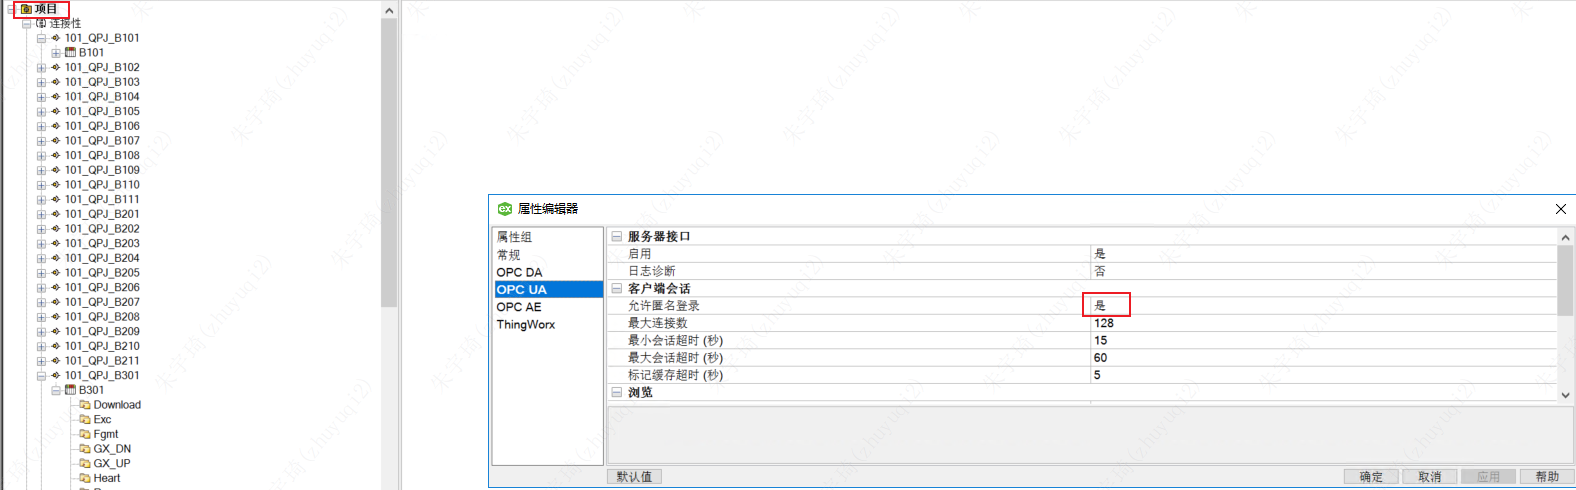 项目
连接性
101_QPJ_B101
B101
101_QPJ_B102
101_QPJ_B103
101_QPJ_B104
101_QPJ_B105
101_QPJ_B106
101_QPJ_B107
101_QPJ_B108
101_QPJ_B109
101_QPJ_B110
101_QPJ_B111
101_QPJ_B201
101_QPJ_B202
101_QPJ_B203
101_QPJ_B204
101_QPJ_B205
101_QPJ_B206
101_QPJ_B207
101_QPJ_B208
101_QPJ_B209
101_QPJ_B210
101_QPJ_B211
101_QPJ_B301
B301
Download
Exc
Fgmt
GX_DN
GX_UP
Heart
ex 属性编辑器
属性组
常规
OPC DA
OPC UA
OPC AE
ThingWorx
服务器接口
启用 是
日志诊断 否
客户端会话
允许匿名登录 是
最大连接数 128
最小会话超时 (秒) 15
最大会话超时 (秒) 60
标记缓存超时 (秒) 5
浏览
默认值 确定 取消 应用 帮助
朱宇琦(zhuyuqi2)